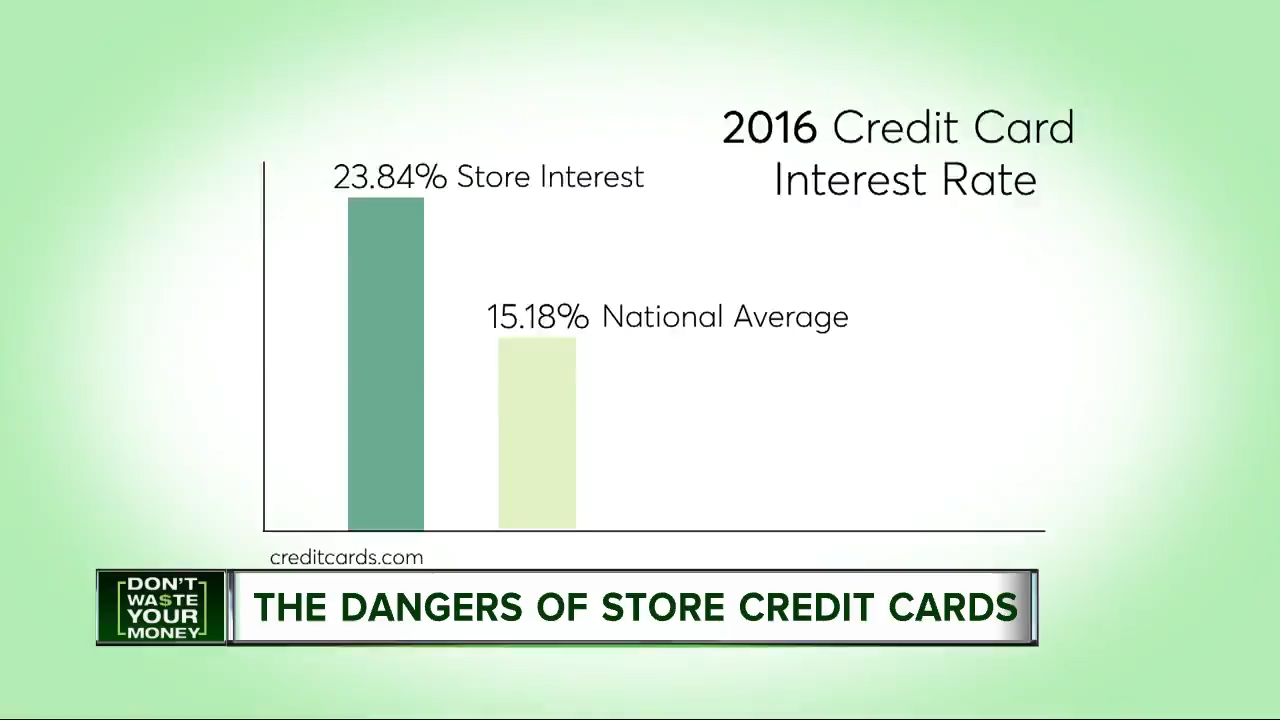 2016 Credit Card
Interest Rate
23.84% Store Interest
15.18% National Average
creditcards.com
DON'T
WA$TE
YOUR
MONEY
THE DANGERS OF STORE CREDIT CARDS